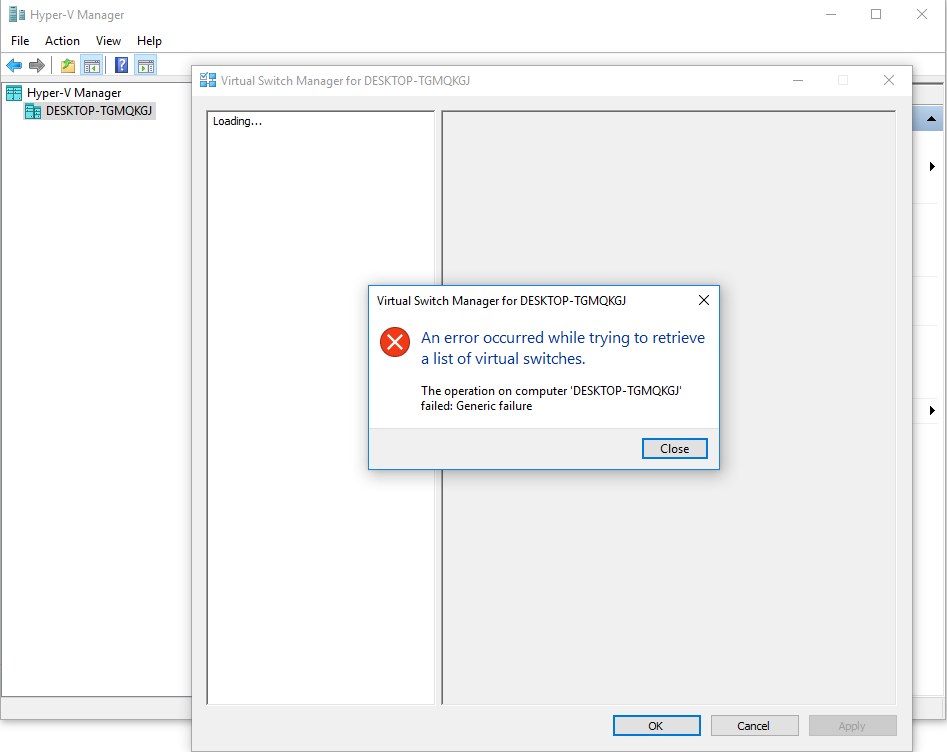 Hyper-V Manager
File Action View Help
Virtual Switch Manager for DESKTOP-TGMQKGJ
Hyper-V Manager
DESKTOP-TGMQKGJ
Loading...
Virtual Switch Manager for DESKTOP-TGMQKGJ
An error occurred while trying to retrieve
a list of virtual switches.
The operation on computer 'DESKTOP-TGMQKGJ'
failed: Generic failure
Close
OK Cancel Apply